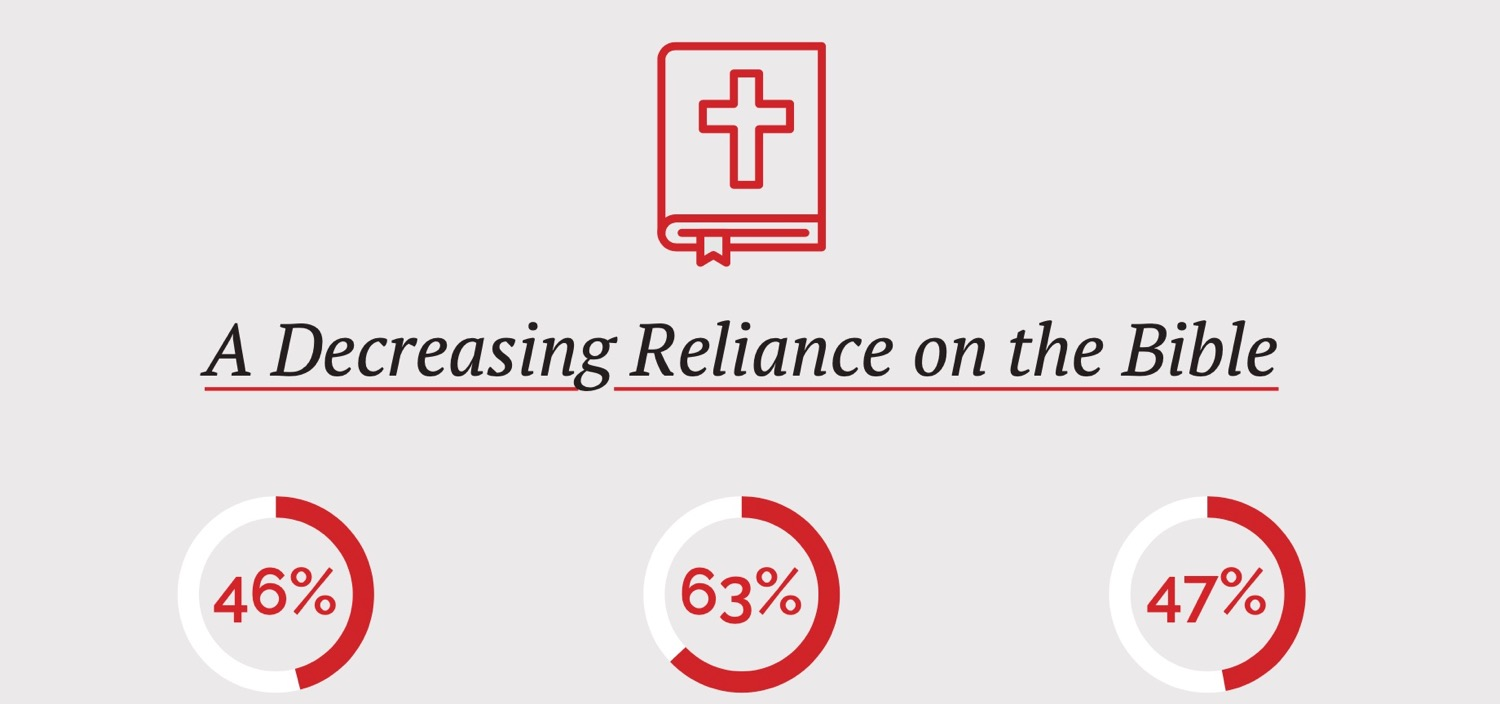 A Decreasing Reliance on the Bible
46% 63% 47%